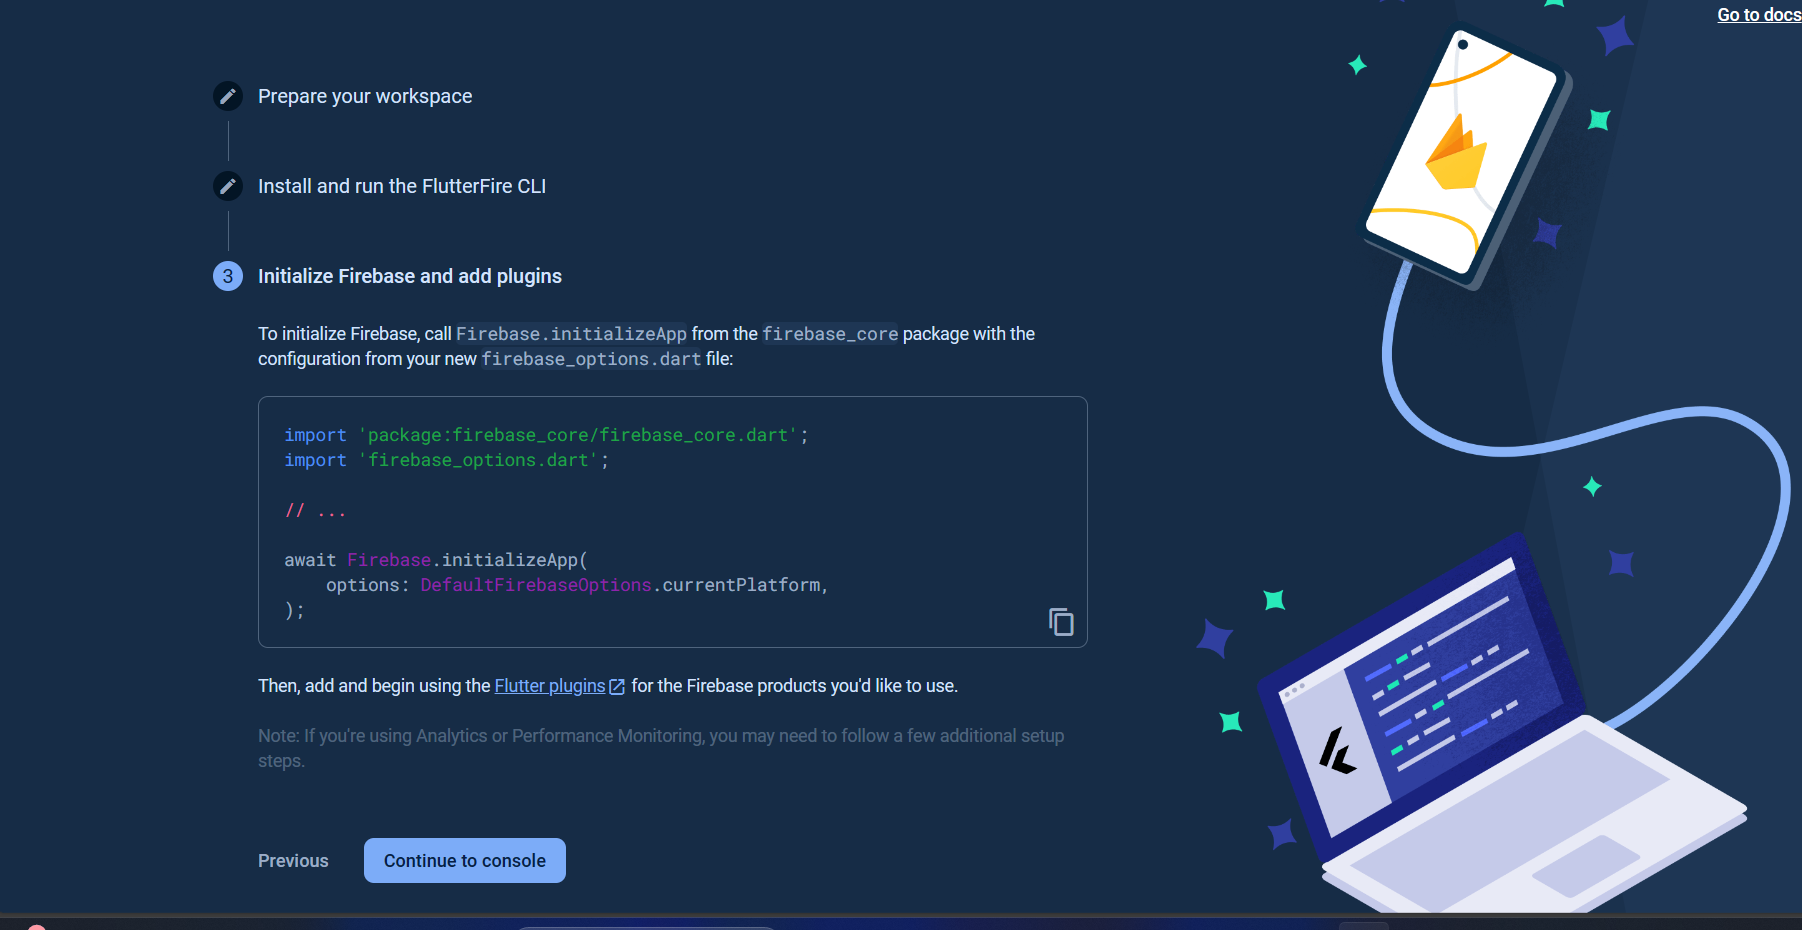 Go to docs
Prepare your workspace
Install and run the FlutterFire CLI
3 Initialize Firebase and add plugins
To initialize Firebase, call Firebase.initializeApp from the firebase_core package with the
configuration from your new firebase_options.dart file:
import 'package:firebase_core/firebase_core.dart';
import 'firebase_options.dart';
// ...
await Firebase.initializeApp(
    options: DefaultFirebaseOptions.currentPlatform,
);
Then, add and begin using the Flutter plugins for the Firebase products you'd like to use.
Note: If you're using Analytics or Performance Monitoring, you may need to follow a few additional setup
steps.
Previous
Continue to console